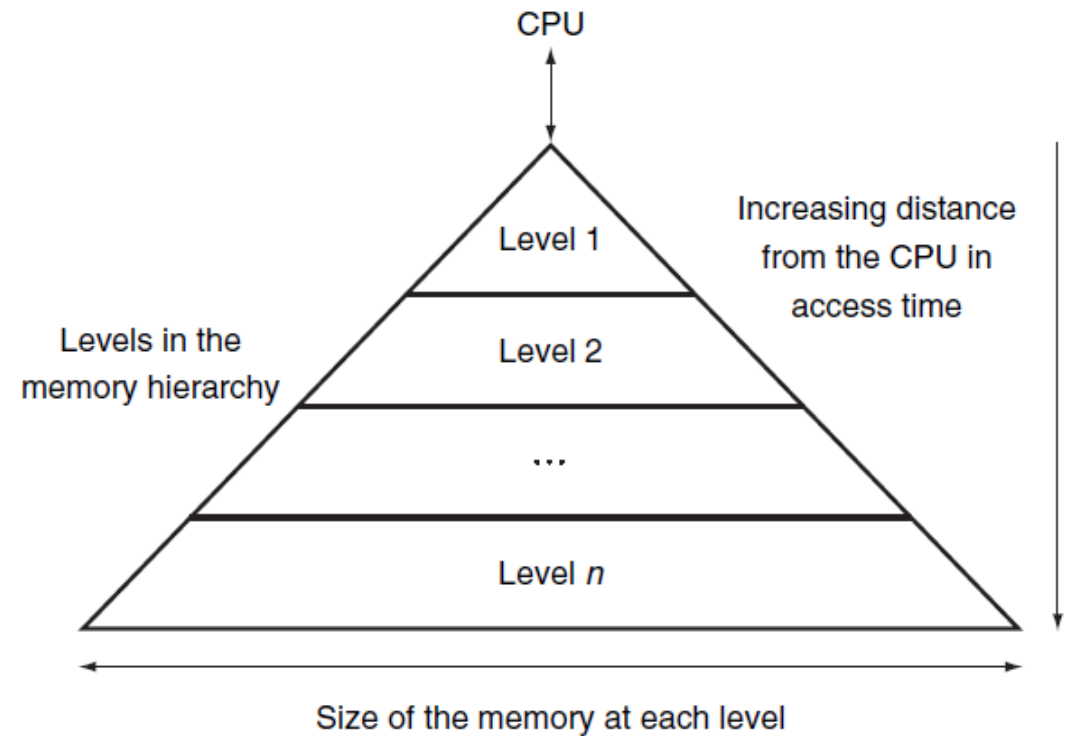 CPU
Level 1
Increasing distance
from the CPU in
access time
Levels in the
memory hierarchy
Level 2
...
Level n
Size of the memory at each level